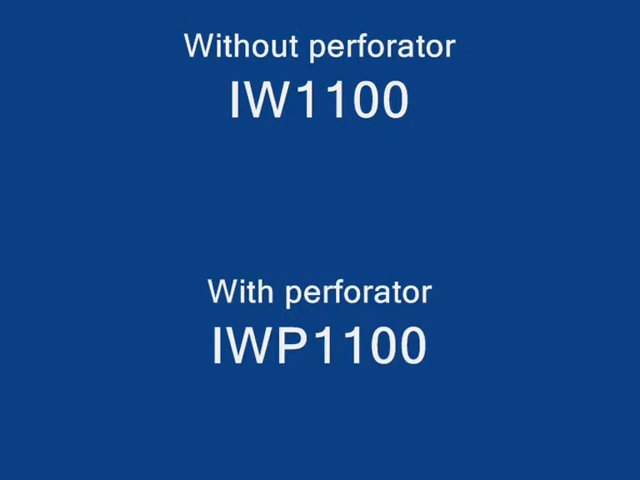 Without perforator
IW1100
With perforator
IWP1100